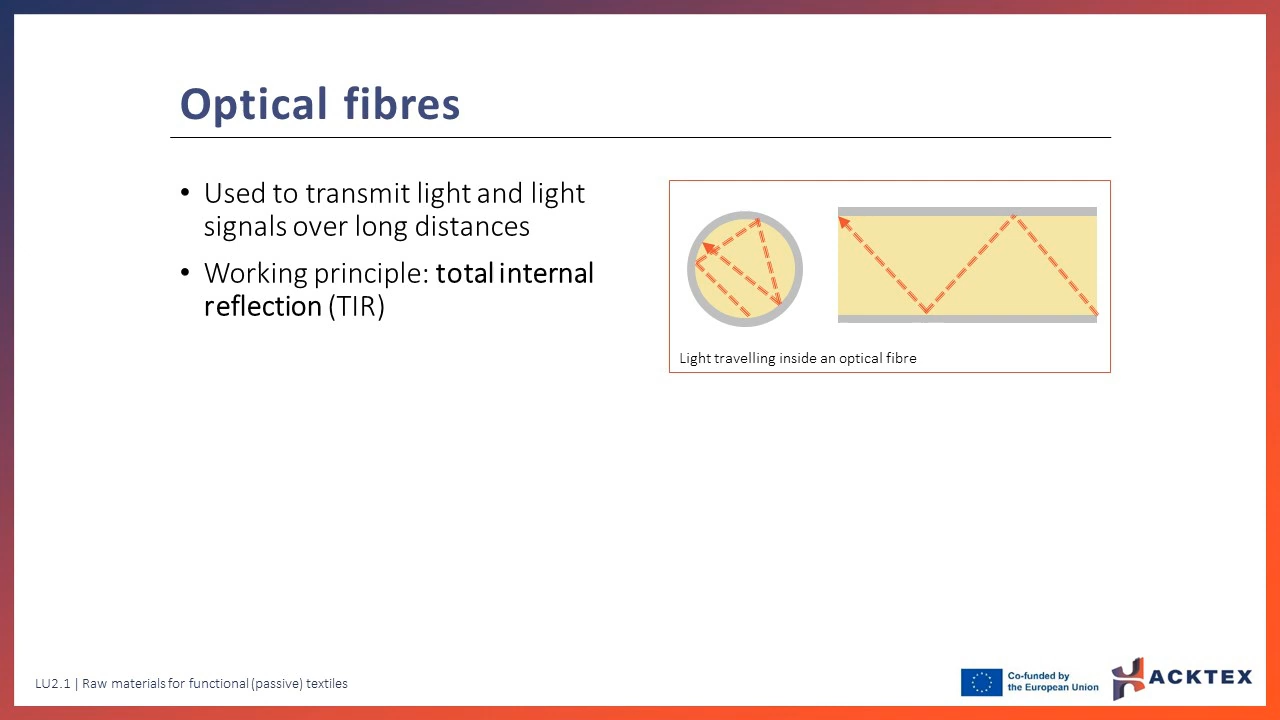 Optical fibres
• Used to transmit light and light
signals over long distances
• Working principle: total internal
reflection (TIR)
Light travelling inside an optical fibre
LU2.1 | Raw materials for functional (passive) textiles
Co-funded by
the European Union
HACKTEX